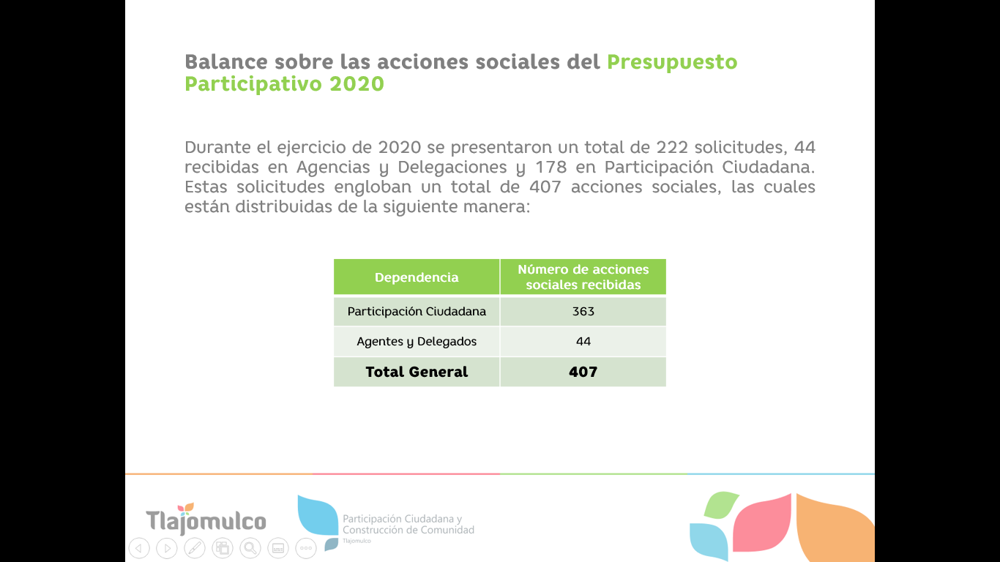 Balance sobre las acciones sociales del Presupuesto
Participativo 2020
Durante el ejercicio de 2020 se presentaron un total de 222 solicitudes, 44
recibidas en Agencias y Delegaciones y 178 en Participación Ciudadana.
Estas solicitudes engloban un total de 407 acciones sociales, las cuales
están distribuidas de la siguiente manera:
Dependencia
Número de acciones
sociales recibidas
Participación Ciudadana
363
Agentes y Delegados
44
Total General
407
Tlajomulco
Participación Ciudadana y
Construcción de Comunidad
Tlajomulco